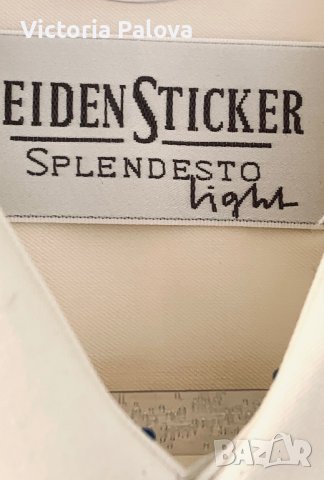 Victoria Palova
EIDENSTICKER
SPLENDESTO
light
BAZAR